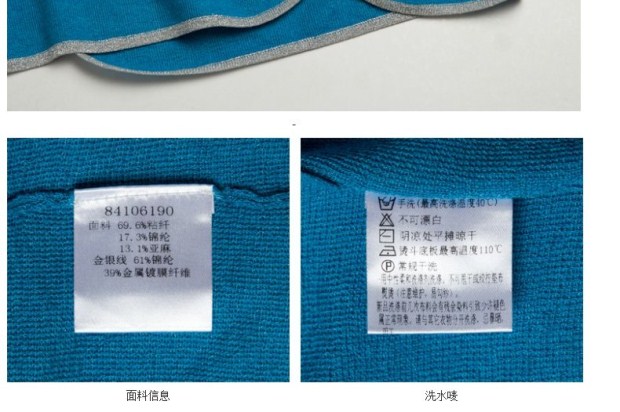 84106190
面料 69.6%粘纤
17.3%锦纶
13.1%亚麻
金银线 61%锦纶
39%金属镀膜纤维
手洗(最高洗涤温度40℃)
不可漂白
阴凉处平摊晾干
熨斗底板最高温度110℃
P 常规干洗
面料信息
洗水唛